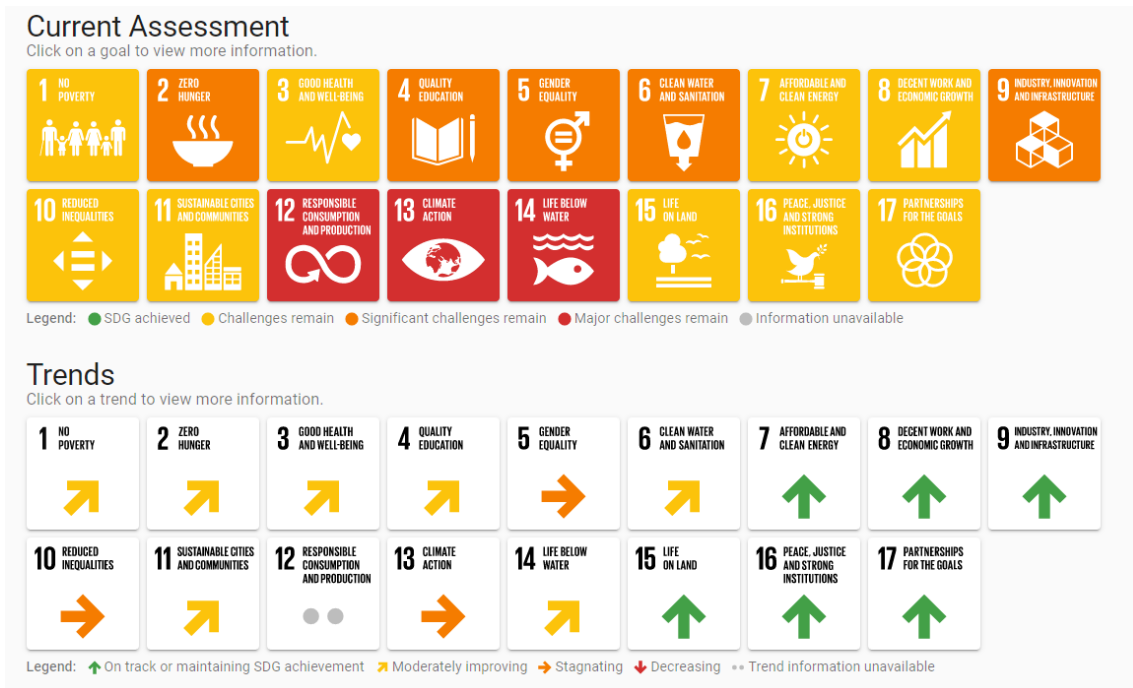 Current Assessment
Click on a goal to view more information.
1 NO POVERTY
2 ZERO HUNGER
3 GOOD HEALTH AND WELL-BEING
4 QUALITY EDUCATION
5 GENDER EQUALITY
6 CLEAN WATER AND SANITATION
7 AFFORDABLE AND CLEAN ENERGY
8 DECENT WORK AND ECONOMIC GROWTH
9 INDUSTRY, INNOVATION AND INFRASTRUCTURE
10 REDUCED INEQUALITIES
11 SUSTAINABLE CITIES AND COMMUNITIES
12 RESPONSIBLE CONSUMPTION AND PRODUCTION
13 CLIMATE ACTION
14 LIFE BELOW WATER
15 LIFE ON LAND
16 PEACE, JUSTICE AND STRONG INSTITUTIONS
17 PARTNERSHIPS FOR THE GOALS
Legend: SDG achieved Challenges remain Significant challenges remain Major challenges remain Information unavailable
Trends
Click on a trend to view more information.
1 NO POVERTY
2 ZERO HUNGER
3 GOOD HEALTH AND WELL-BEING
4 QUALITY EDUCATION
5 GENDER EQUALITY
6 CLEAN WATER AND SANITATION
7 AFFORDABLE AND CLEAN ENERGY
8 DECENT WORK AND ECONOMIC GROWTH
9 INDUSTRY, INNOVATION AND INFRASTRUCTURE
10 REDUCED INEQUALITIES
11 SUSTAINABLE CITIES AND COMMUNITIES
12 RESPONSIBLE CONSUMPTION AND PRODUCTION
13 CLIMATE ACTION
14 LIFE BELOW WATER
15 LIFE ON LAND
16 PEACE, JUSTICE AND STRONG INSTITUTIONS
17 PARTNERSHIPS FOR THE GOALS
Legend: On track or maintaining SDG achievement Moderately improving Stagnating Decreasing Trend information unavailable